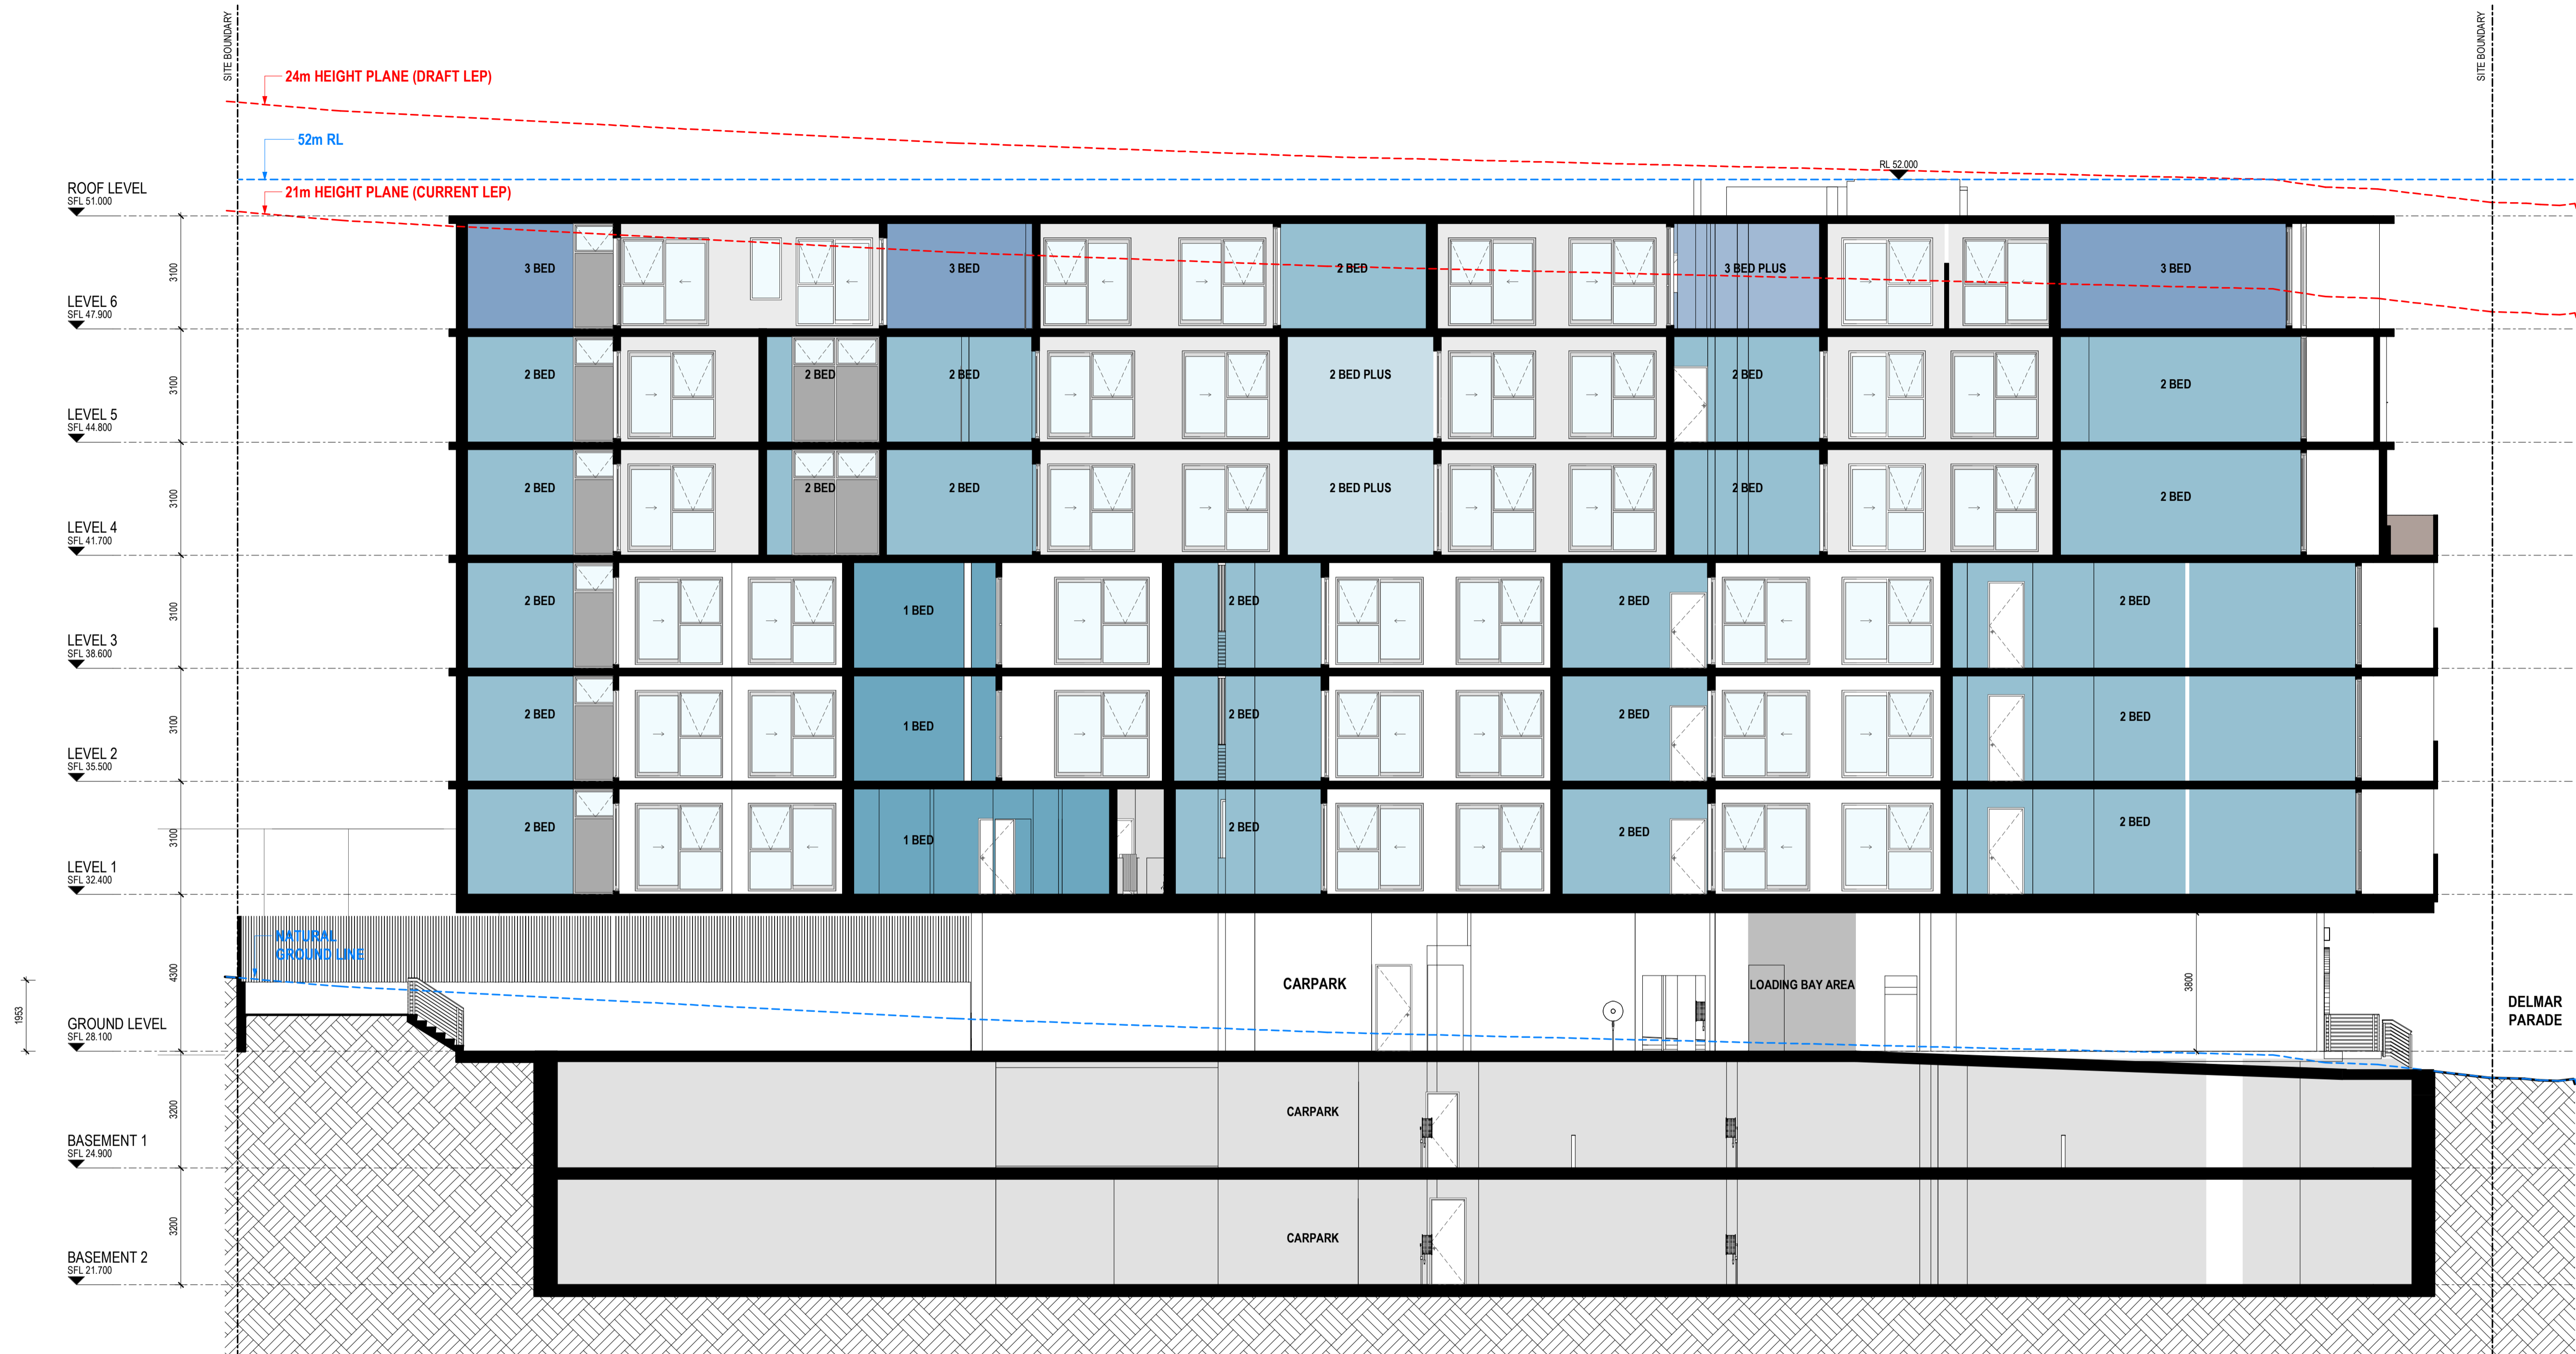 SITE BOUNDARY
SITE BOUNDARY
24m HEIGHT PLANE (DRAFT LEP)
52m RL
RL 52.000
21m HEIGHT PLANE (CURRENT LEP)
ROOF LEVEL
SFL 51.000
3100
3 BED
3 BED
2 BED
3 BED PLUS
3 BED
LEVEL 6
SFL 47.900
3100
2 BED
2 BED
2 BED
2 BED PLUS
2 BED
2 BED
LEVEL 5
SFL 44.800
3100
2 BED
2 BED
2 BED
2 BED PLUS
2 BED
2 BED
LEVEL 4
SFL 41.700
3100
2 BED
1 BED
2 BED
2 BED
2 BED
LEVEL 3
SFL 38.600
3100
2 BED
1 BED
2 BED
2 BED
2 BED
LEVEL 2
SFL 35.500
3100
2 BED
1 BED
2 BED
2 BED
2 BED
LEVEL 1
SFL 32.400
NATURAL
GROUND LINE
4300
CARPARK
LOADING BAY AREA
3800
1953
DELMAR
PARADE
GROUND LEVEL
SFL 28.100
3200
CARPARK
BASEMENT 1
SFL 24.900
3200
CARPARK
BASEMENT 2
SFL 21.700